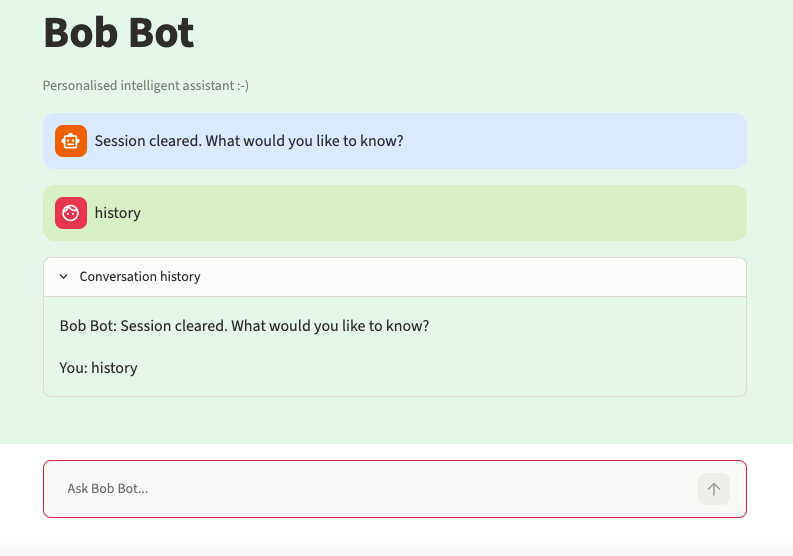 Bob Bot
Personalised intelligent assistant :-)
Session cleared. What would you like to know?
history
Conversation history
Bob Bot: Session cleared. What would you like to know?
You: history
Ask Bob Bot...